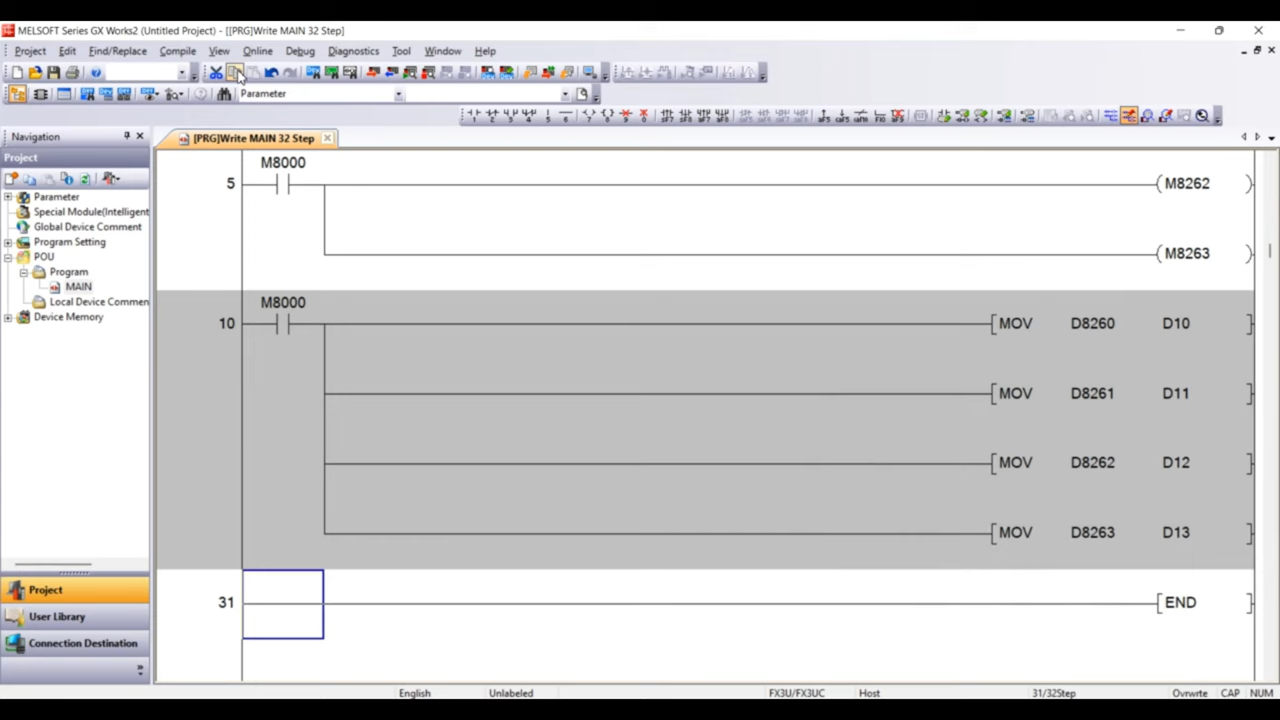 MELSOFT Series GX Works2 (Untitled Project) - [[PRG]Write MAIN 32 Step]
Project Edit Find/Replace Compile View Online Debug Diagnostics Tool Window Help
Parameter
Navigation
[PRG]Write MAIN 32 Step
Project
Parameter
Special Module(Intelligent
Global Device Comment
Program Setting
POU
Program
MAIN
Local Device Commen
Device Memory
Project
User Library
Connection Destination
M8000
5 M8262
M8263
M8000
10 MOV D8260 D10
MOV D8261 D11
MOV D8262 D12
MOV D8263 D13
31 END
English Unlabeled FX3U/FX3UC Host 31/32Step Ovrwrte CAP NUM